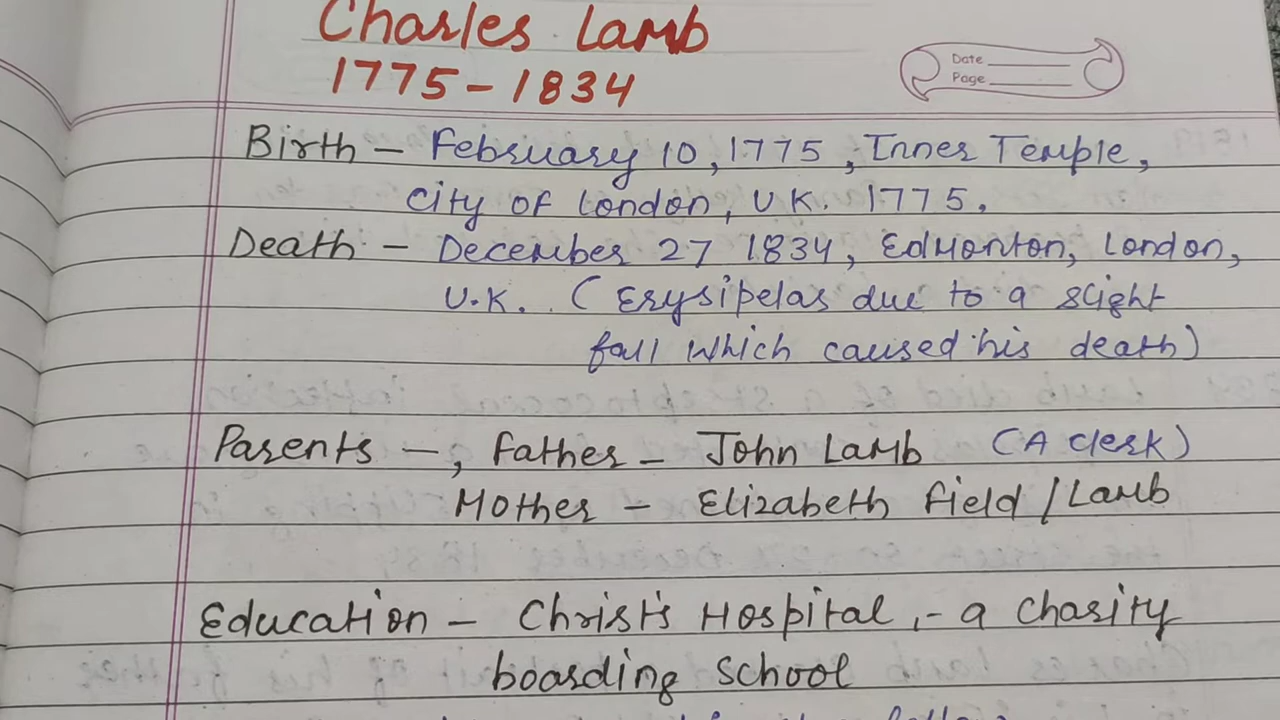 Charles Lamb
1775-1834
Date
Page
Birth - February 10, 1775, Inner Temple,
City of London, U.K. 1775.
Death - December 27 1834, Edmonton, London,
U.K. (Erysipelas due to a slight
fall which caused his death)
Parents -, Father - John Lamb (A clerk)
Mother - Elizabeth Field/Lamb
Education - Christ's Hospital,- a charity
boarding school